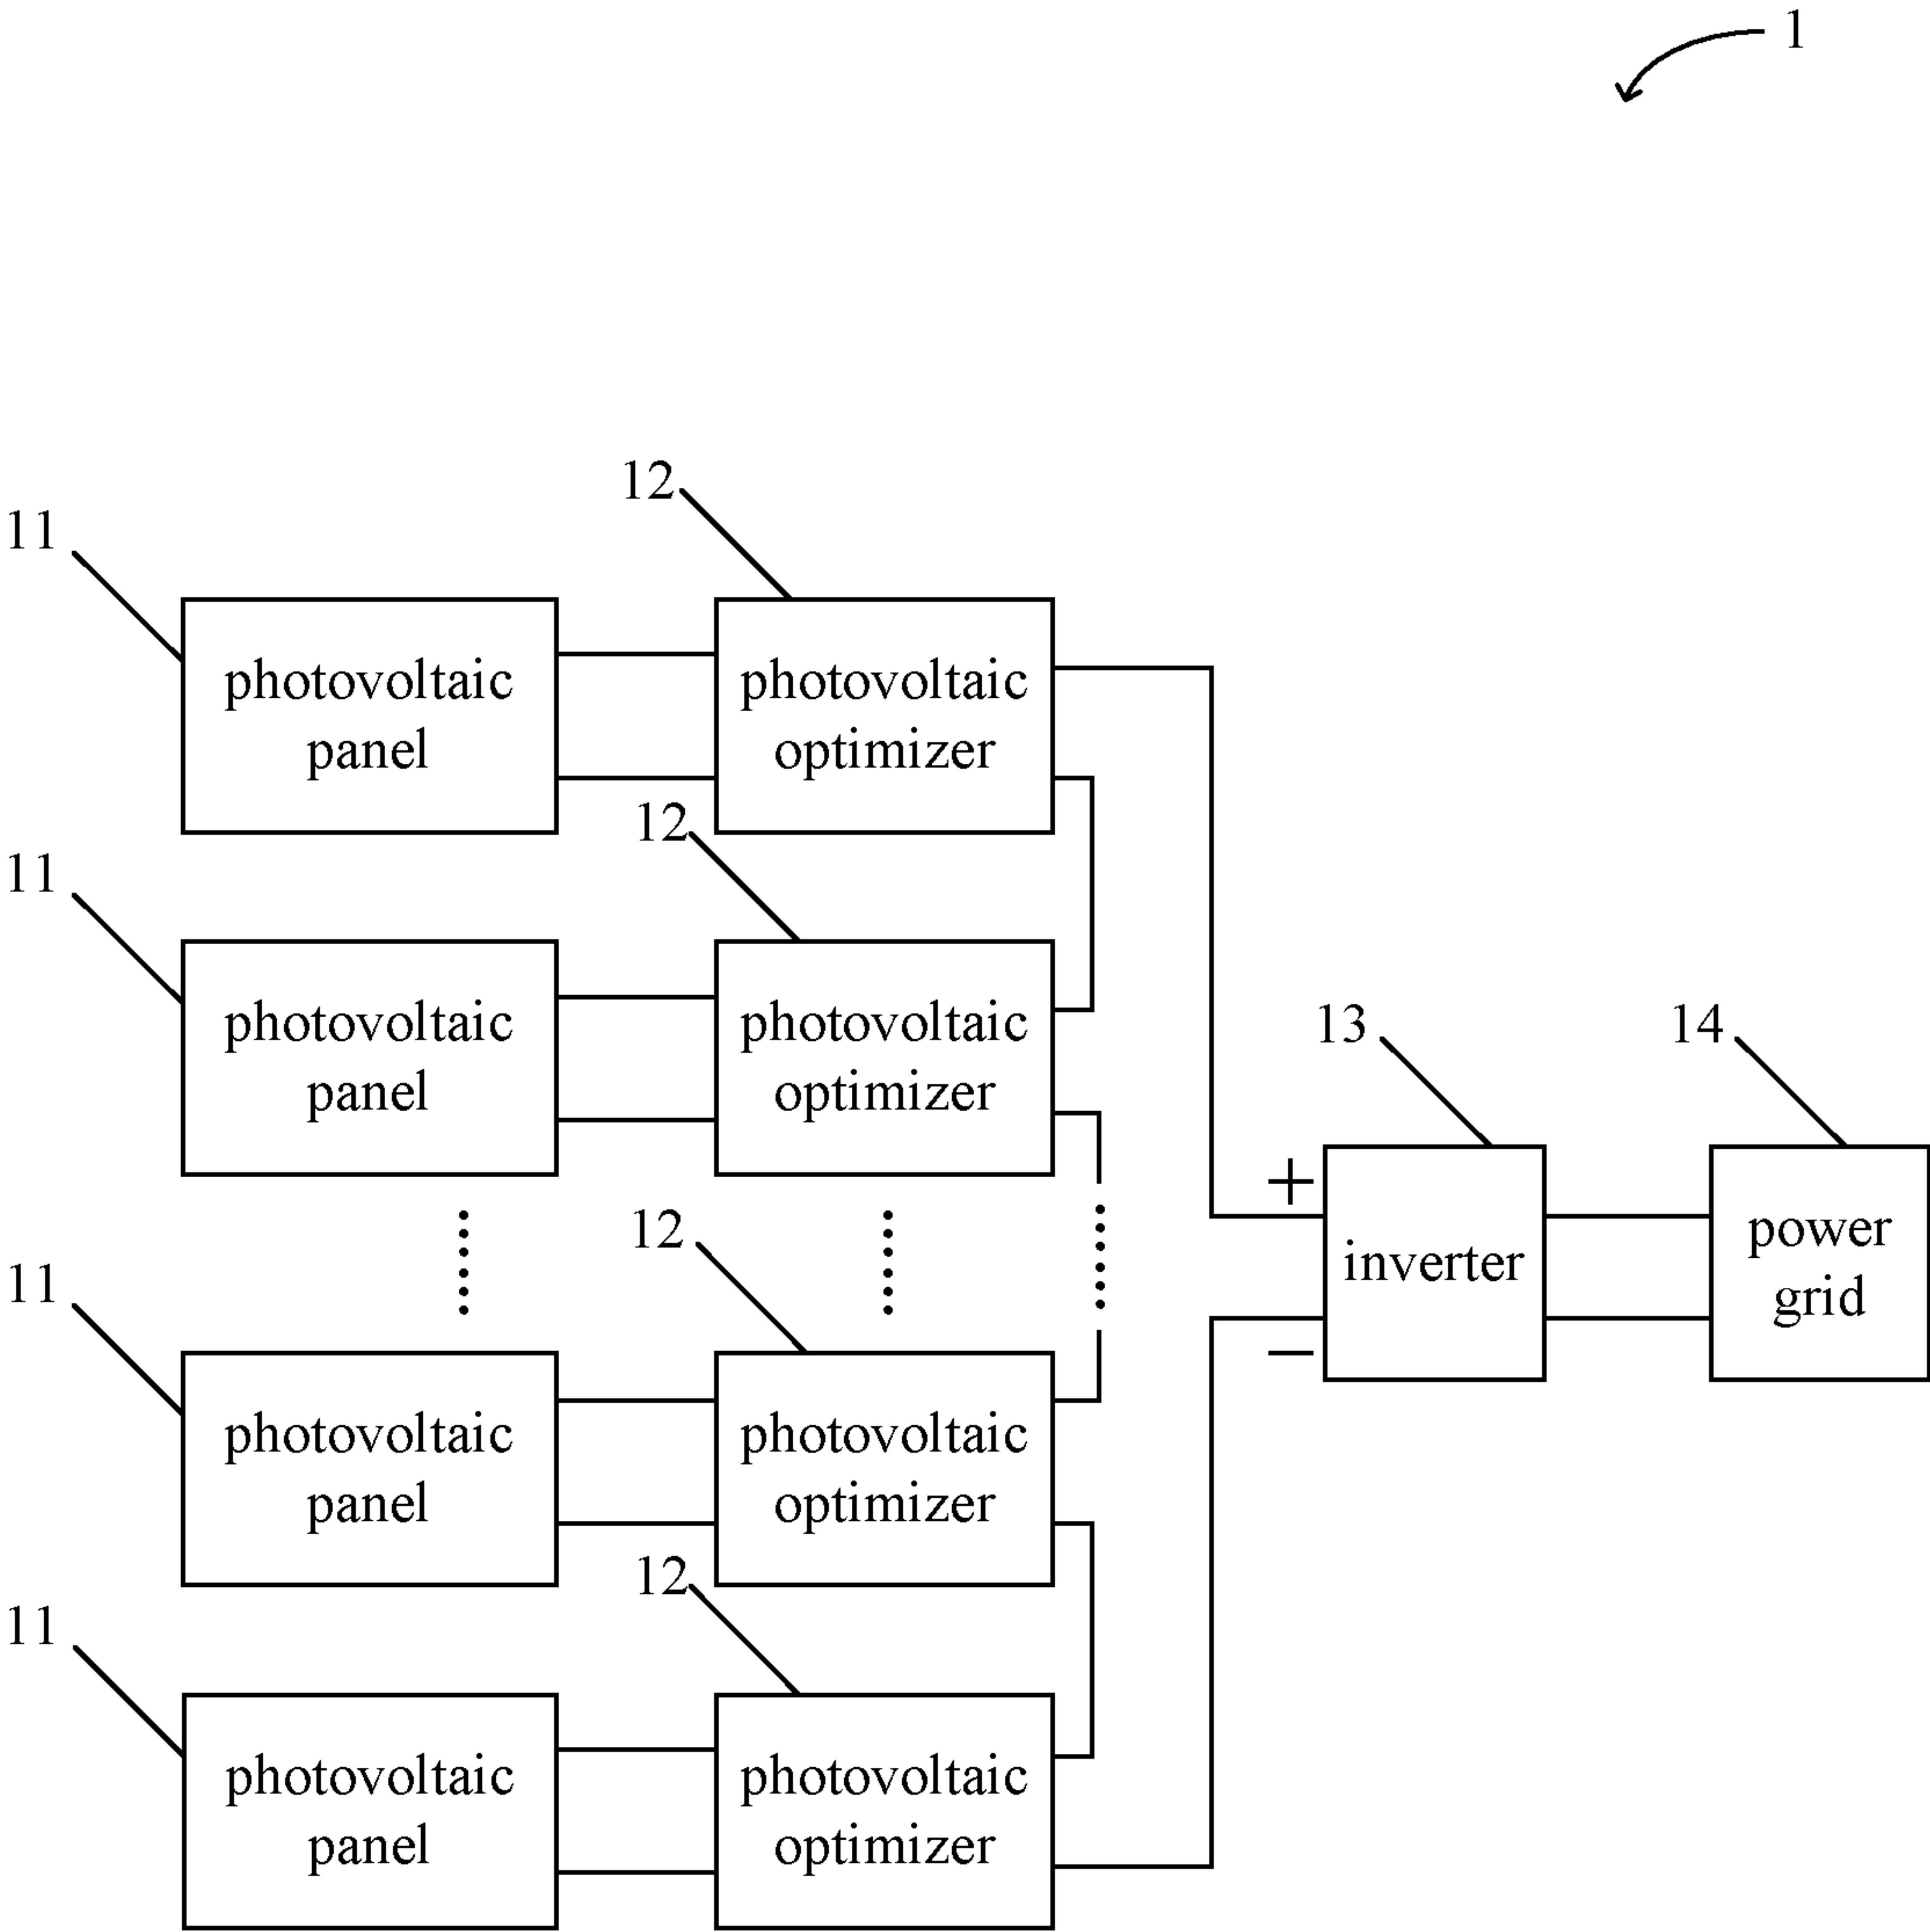 1
12
11
photovoltaic
panel
photovoltaic
optimizer
12
11
photovoltaic
panel
photovoltaic
optimizer
13
14
+
inverter
power
grid
−
12
11
photovoltaic
panel
photovoltaic
optimizer
12
11
photovoltaic
panel
photovoltaic
optimizer